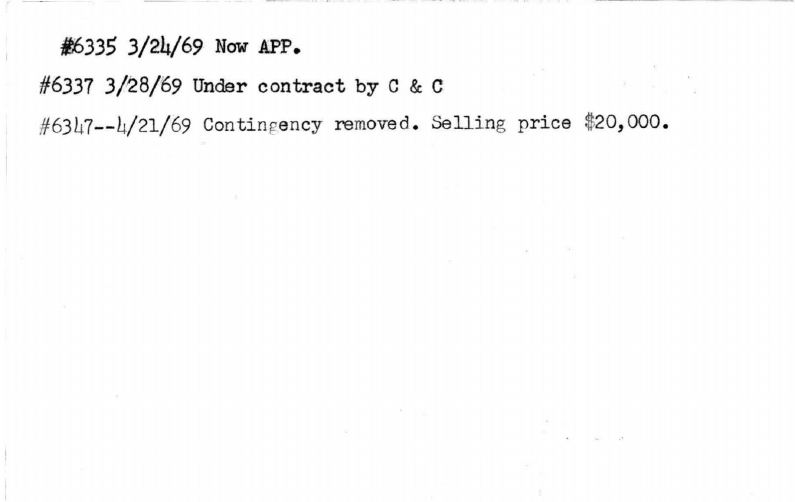 #6335 3/24/69 Now APP.
#6337 3/28/69 Under contract by C & C
#6347--4/21/69 Contingency removed. Selling price $20,000.